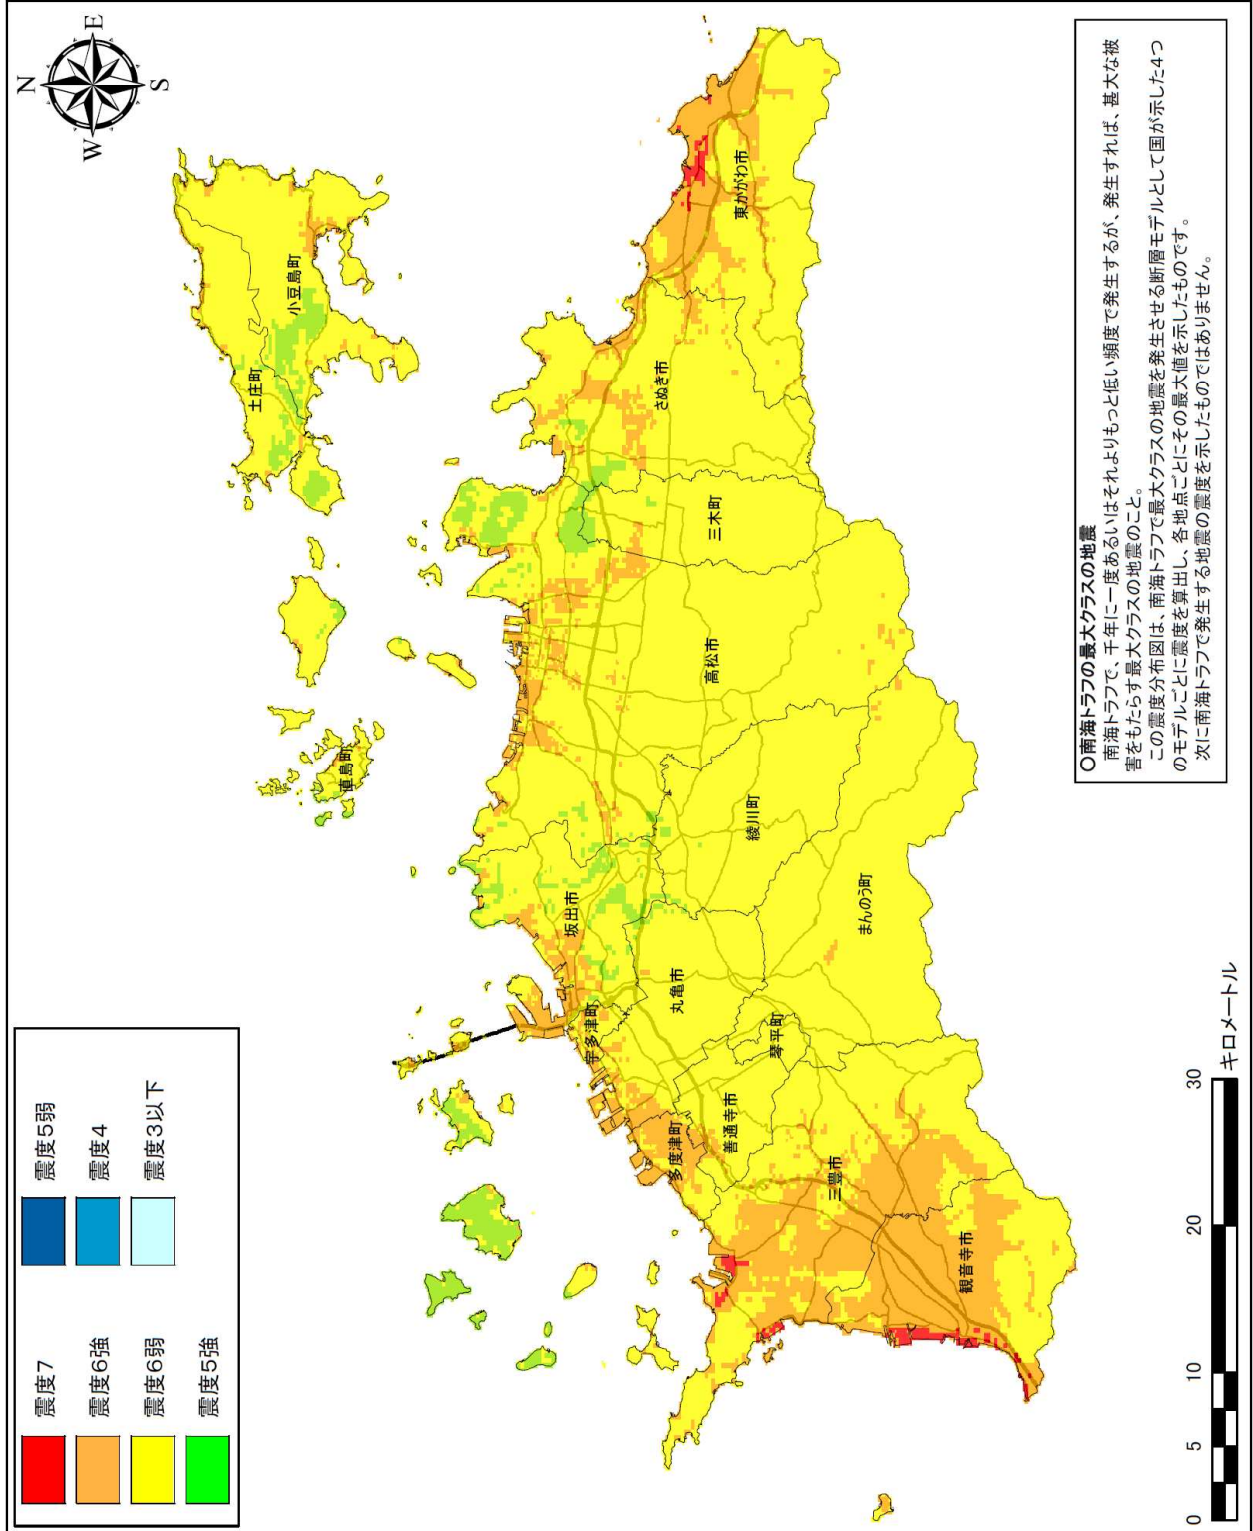 震度7
震度6強
震度6弱
震度5強
震度5弱
震度4
震度3以下
N
E
S
W
土庄町
小豆島町
直島町
東かがわ市
さぬき市
三木町
高松市
綾川町
坂出市
宇多津町
丸亀市
まんのう町
琴平町
善通寺市
多度津町
三豊市
観音寺市
0 5 10 20 30
キロメートル
○南海トラフの最大クラスの地震
南海トラフで、千年に一度あるいはそれよりもっと低い頻度で発生するが、発生すれば、甚大な被
害をもたらす最大クラスの地震のこと。
この震度分布図は、南海トラフで最大クラスの地震を発生させる断層モデルとして国が示した4つ
のモデルごとに震度を算出し、各地点ごとにその最大値を示したものです。
次に南海トラフで発生する地震の震度を示したものではありません。